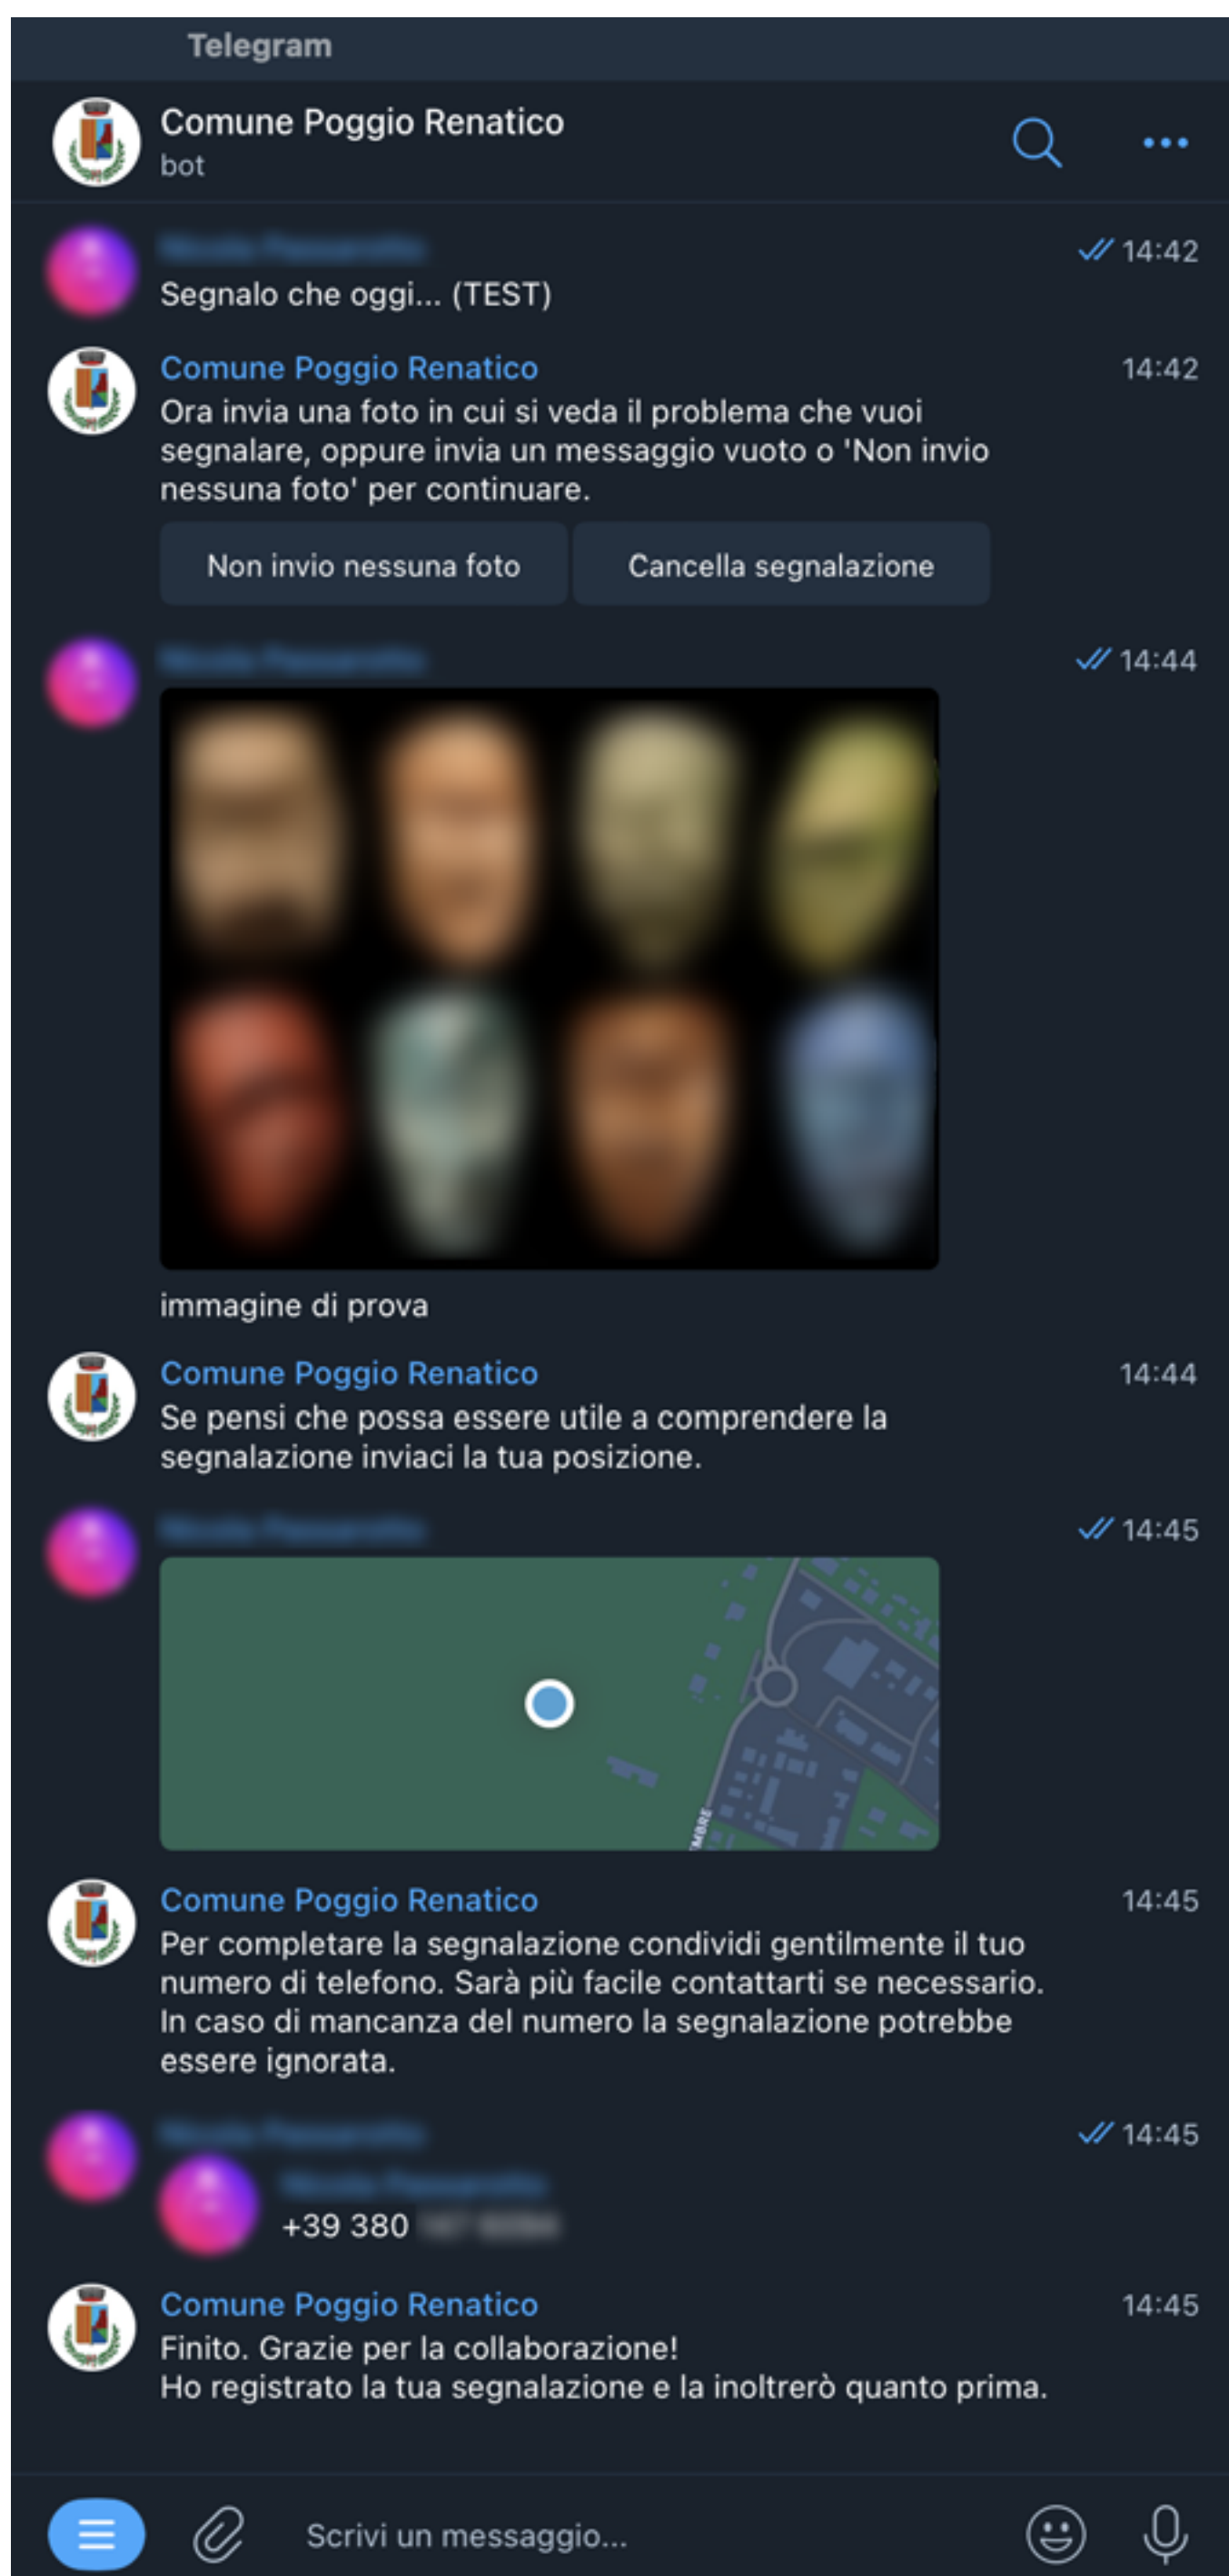 Telegram
Comune Poggio Renatico
bot
14:42
Segnalo che oggi... (TEST)
Comune Poggio Renatico
14:42
Ora invia una foto in cui si veda il problema che vuoi
segnalare, oppure invia un messaggio vuoto o 'Non invio
nessuna foto' per continuare.
Non invio nessuna foto
Cancella segnalazione
14:44
immagine di prova
Comune Poggio Renatico
14:44
Se pensi che possa essere utile a comprendere la
segnalazione inviaci la tua posizione.
14:45
MBRE
Comune Poggio Renatico
14:45
Per completare la segnalazione condividi gentilmente il tuo
numero di telefono. Sarà più facile contattarti se necessario.
In caso di mancanza del numero la segnalazione potrebbe
essere ignorata.
14:45
+39 380
Comune Poggio Renatico
14:45
Finito. Grazie per la collaborazione!
Ho registrato la tua segnalazione e la inoltrerò quanto prima.
Scrivi un messaggio...